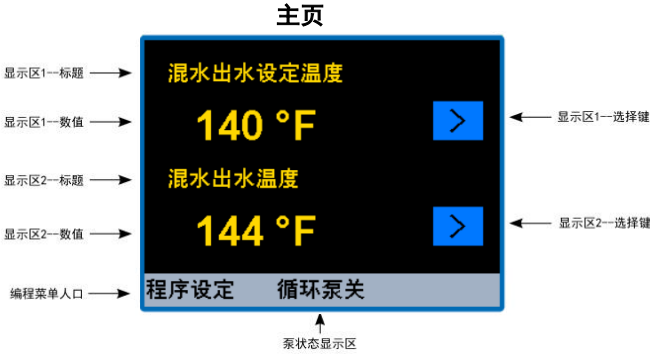 主页
显示区1--标题
混水出水设定温度
显示区1--数值
140 °F
>
显示区1--选择键
显示区2--标题
混水出水温度
显示区2--数值
144 °F
>
显示区2--选择键
编程菜单人口
程序设定 循环泵关
泵状态显示区